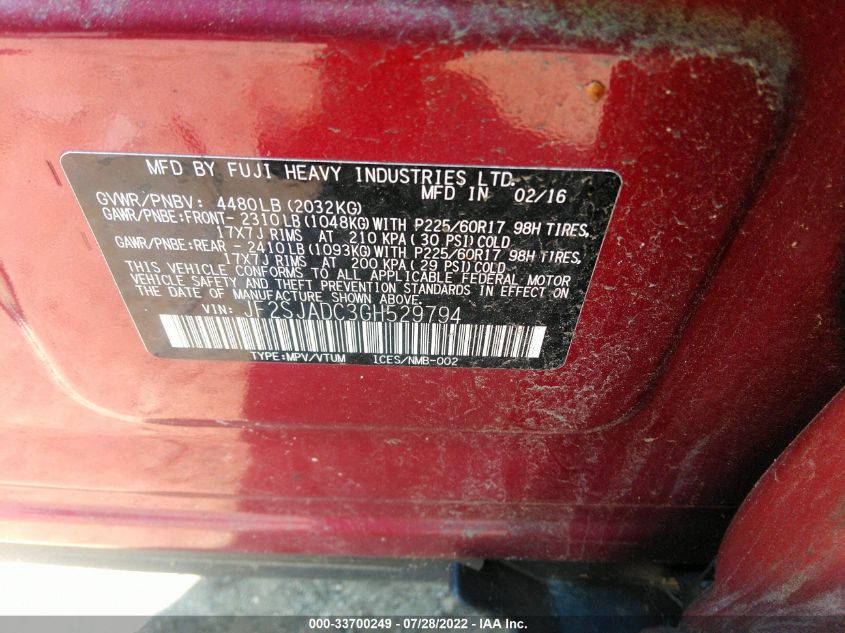 MFD BY FUJI HEAVY INDUSTRIES LTD.
MFD IN 02/16
GVWR/PNBV: 4480LB (2032KG)
GAWR/PNBE:FRONT- 2310LB (1048KG) WITH P225/60R17 98H TIRES,
17X7J RIMS AT 210 KPA (30 PSI) COLD
GAWR/PNBE:REAR - 2410LB (1093KG) WITH P225/60R17 98H TIRES,
17X7J RIMS AT 200 KPA (29 PSI) COLD
THIS VEHICLE CONFORMS TO ALL APPLICABLE FEDERAL MOTOR
VEHICLE SAFETY AND THEFT PREVENTION STANDARDS IN EFFECT ON
THE DATE OF MANUFACTURE SHOWN ABOVE.
VIN: JF2SJADC3GH529794
TYPE:MPV/VTUM ICES/NMB-002
000-33700249 | 07/28/2022 | IAA Inc.